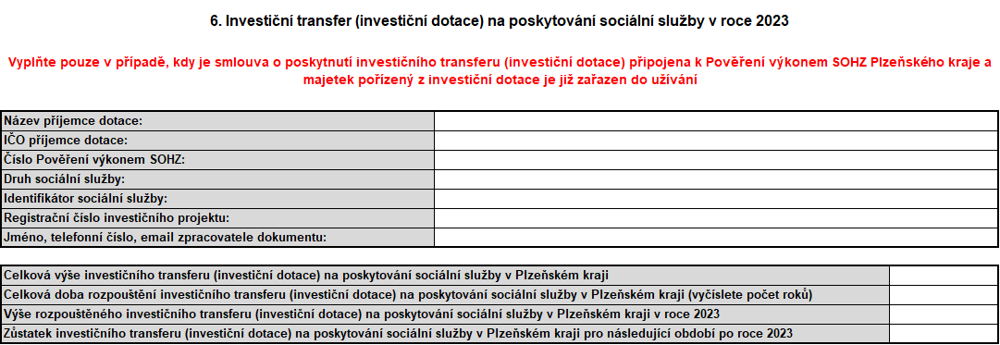 6. Investiční transfer (investiční dotace) na poskytování sociální služby v roce 2023
Vyplňte pouze v případě, kdy je smlouva o poskytnutí investičního transferu (investiční dotace) připojena k Pověření výkonem SOHZ Plzeňského kraje a
majetek pořízený z investiční dotace je již zařazen do užívání
Název příjemce dotace:
IČO příjemce dotace:
Číslo Pověření výkonem SOHZ:
Druh sociální služby:
Identifikátor sociální služby:
Registrační číslo investičního projektu:
Jméno, telefonní číslo, email zpracovatele dokumentu:
Celková výše investičního transferu (investiční dotace) na poskytování sociální služby v Plzeňském kraji
Celková doba rozpouštění investičního transferu (investiční dotace) na poskytování sociální služby v Plzeňském kraji (vyčíslete počet roků)
Výše rozpouštěného investičního transferu (investiční dotace) na poskytování sociální služby v Plzeňském kraji v roce 2023
Zůstatek investičního transferu (investiční dotace) na poskytování sociální služby v Plzeňském kraji pro následující období po roce 2023